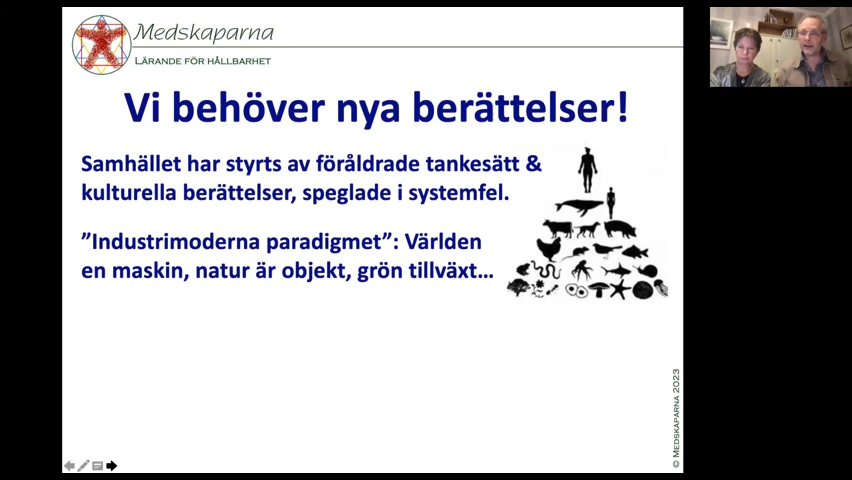 Medskaparna
LÄRANDE FÖR HÅLLBARHET
Vi behöver nya berättelser!
Samhället har styrts av föråldrade tankesätt &
kulturella berättelser, speglade i systemfel.
”Industrimoderna paradigmet”: Världen
en maskin, natur är objekt, grön tillväxt...
© MEDSKAPARNA 2023